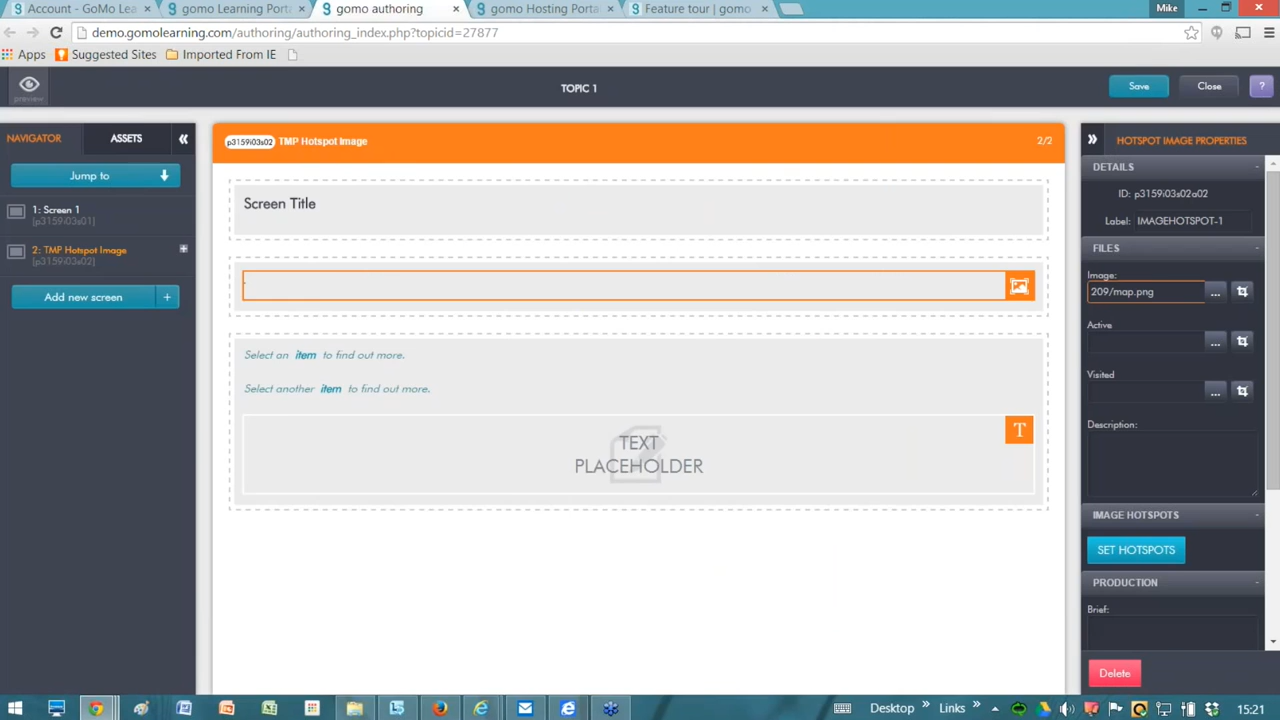 Account - GoMo Lea
gomo Learning Porta
gomo authoring
gomo Hosting Porta
Feature tour | gomo
Mike
demo.gomolearning.com/authoring/authoring_index.php?topicid=27877
Apps
Suggested Sites
Imported From IE
preview
TOPIC 1
Save
Close
?
NAVIGATOR
ASSETS
Jump to
1: Screen 1
[p3159i03s01]
2: TMP Hotspot Image
[p3159i03s02]
Add new screen
+
p3159i03s02 TMP Hotspot Image
2/2
Screen Title
Select an item to find out more.
Select another item to find out more.
TEXT
PLACEHOLDER
T
HOTSPOT IMAGE PROPERTIES
DETAILS
ID: p3159i03s02a02
Label: IMAGEHOTSPOT-1
FILES
Image:
209/map.png
...
Active
...
Visited
...
Description:
IMAGE HOTSPOTS
SET HOTSPOTS
PRODUCTION
Brief:
Delete
Desktop
Links
15:21